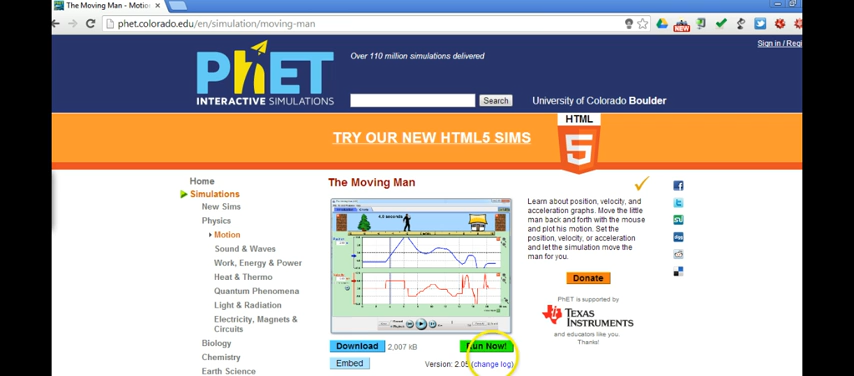 The Moving Man - Motio
phet.colorado.edu/en/simulation/moving-man
NEW
Sign in / Regi
Over 110 million simulations delivered
PhET
INTERACTIVE SIMULATIONS
Search
University of Colorado Boulder
TRY OUR NEW HTML5 SIMS
HTML
5
Home
Simulations
New Sims
Physics
Motion
Sound & Waves
Work, Energy & Power
Heat & Thermo
Quantum Phenomena
Light & Radiation
Electricity, Magnets &
Circuits
Biology
Chemistry
Earth Science
The Moving Man
4.0 seconds
Download
2,007 kB
Run Now!
Embed
Version: 2.05 (change log)
Learn about position, velocity, and
acceleration graphs. Move the little
man back and forth with the mouse
and plot his motion. Set the
position, velocity, or acceleration
and let the simulation move the
man for you.
Donate
PhET is supported by
TEXAS
INSTRUMENTS
and educators like you.
Thanks!